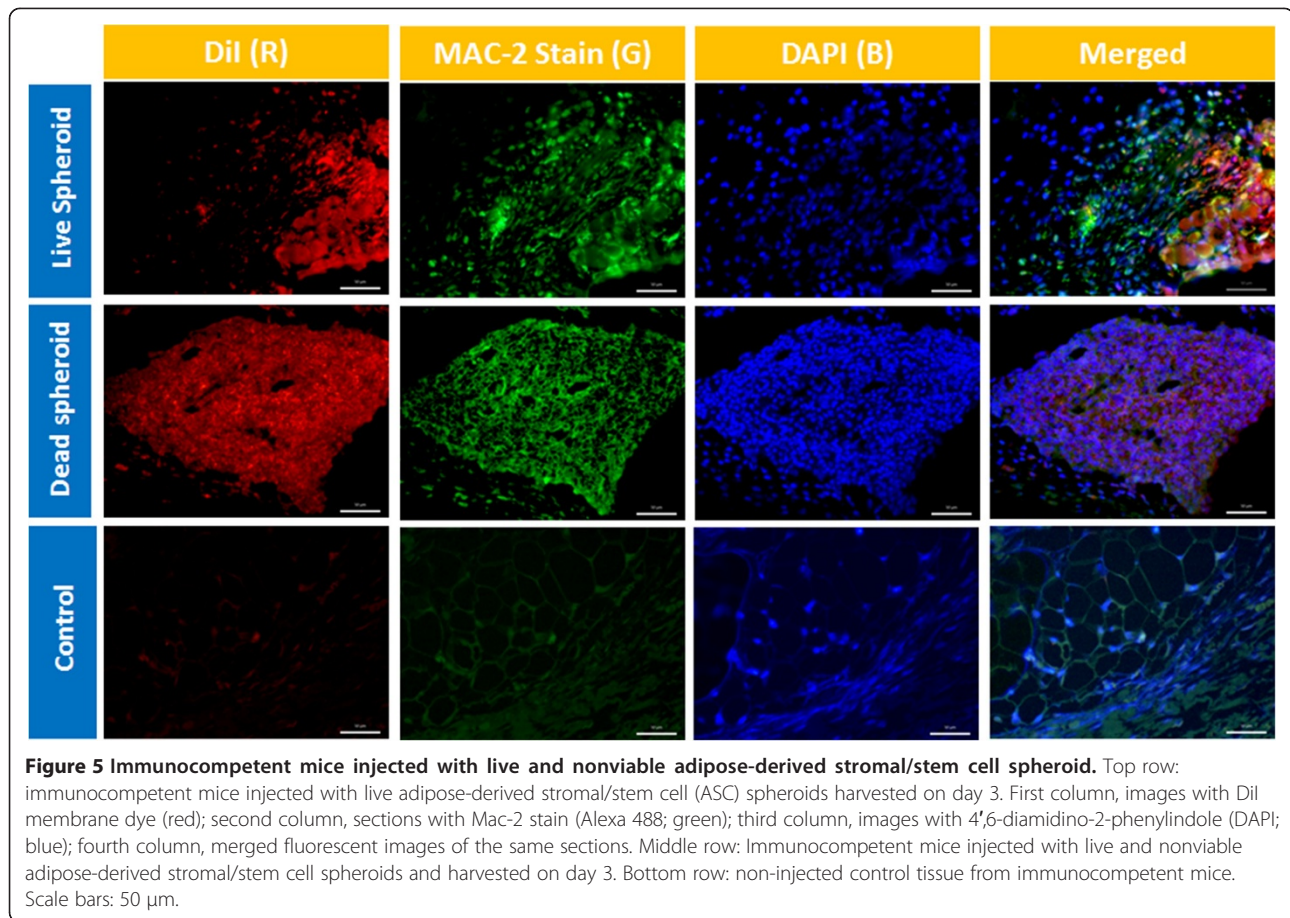 DiI (R)
MAC-2 Stain (G)
DAPI (B)
Merged
Live Spheroid
Dead spheroid
Control
Figure 5 Immunocompetent mice injected with live and nonviable adipose-derived stromal/stem cell spheroid. Top row:
immunocompetent mice injected with live adipose-derived stromal/stem cell (ASC) spheroids harvested on day 3. First column, images with DiI
membrane dye (red); second column, sections with Mac-2 stain (Alexa 488; green); third column, images with 4′,6-diamidino-2-phenylindole (DAPI;
blue); fourth column, merged fluorescent images of the same sections. Middle row: Immunocompetent mice injected with live and nonviable
adipose-derived stromal/stem cell spheroids and harvested on day 3. Bottom row: non-injected control tissue from immunocompetent mice.
Scale bars: 50 μm.